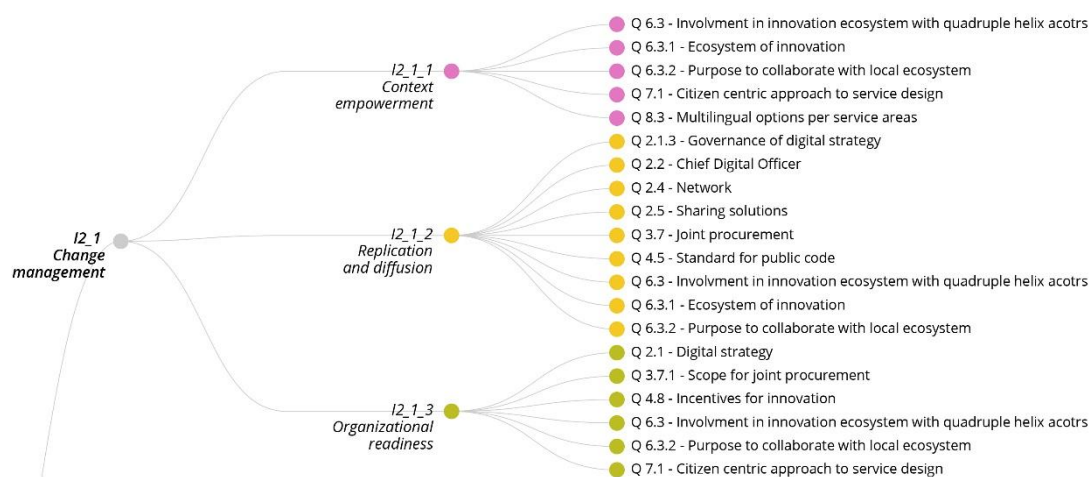 Q 6.3 - Involvment in innovation ecosystem with quadruple helix acotrs
Q 6.3.1 - Ecosystem of innovation
I2_1_1
Context
empowerment
Q 6.3.2 - Purpose to collaborate with local ecosystem
Q 7.1 - Citizen centric approach to service design
Q 8.3 - Multilingual options per service areas
Q 2.1.3 - Governance of digital strategy
Q 2.2 - Chief Digital Officer
Q 2.4 - Network
Q 2.5 - Sharing solutions
I2_1
Change
management
I2_1_2
Replication
and diffusion
Q 3.7 - Joint procurement
Q 4.5 - Standard for public code
Q 6.3 - Involvment in innovation ecosystem with quadruple helix acotrs
Q 6.3.1 - Ecosystem of innovation
Q 6.3.2 - Purpose to collaborate with local ecosystem
Q 2.1 - Digital strategy
Q 3.7.1 - Scope for joint procurement
Q 4.8 - Incentives for innovation
I2_1_3
Organizational
readiness
Q 6.3 - Involvment in innovation ecosystem with quadruple helix acotrs
Q 6.3.2 - Purpose to collaborate with local ecosystem
Q 7.1 - Citizen centric approach to service design